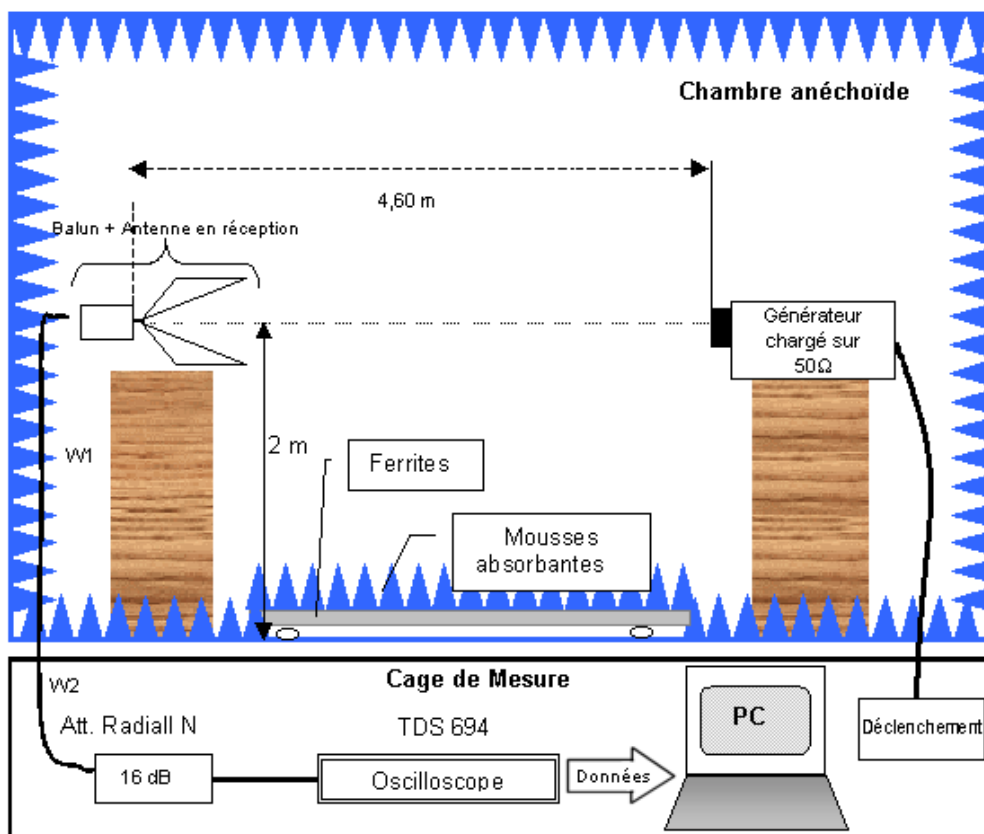 Chambre anéchoïde
4,60 m
Balun + Antenne en réception
Générateur
chargé sur
50Ω
W1
2 m
Ferrites
Mousses
absorbantes
W2
Cage de Mesure
Att. Radiall N
TDS 694
PC
Déclenchement
16 dB
Oscilloscope
Données